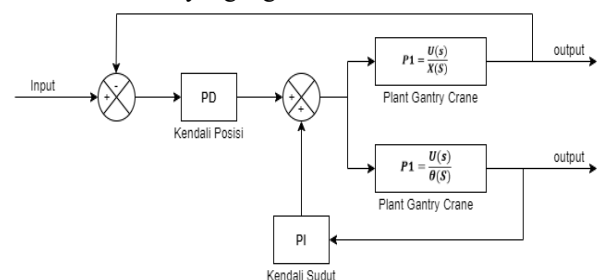 Input
+
-
PD
Kendali Posisi
+
+
P1 = U(s)/X(S)
output
Plant Gantry Crane
P1 = U(s)/θ(S)
output
Plant Gantry Crane
PI
Kendali Sudut